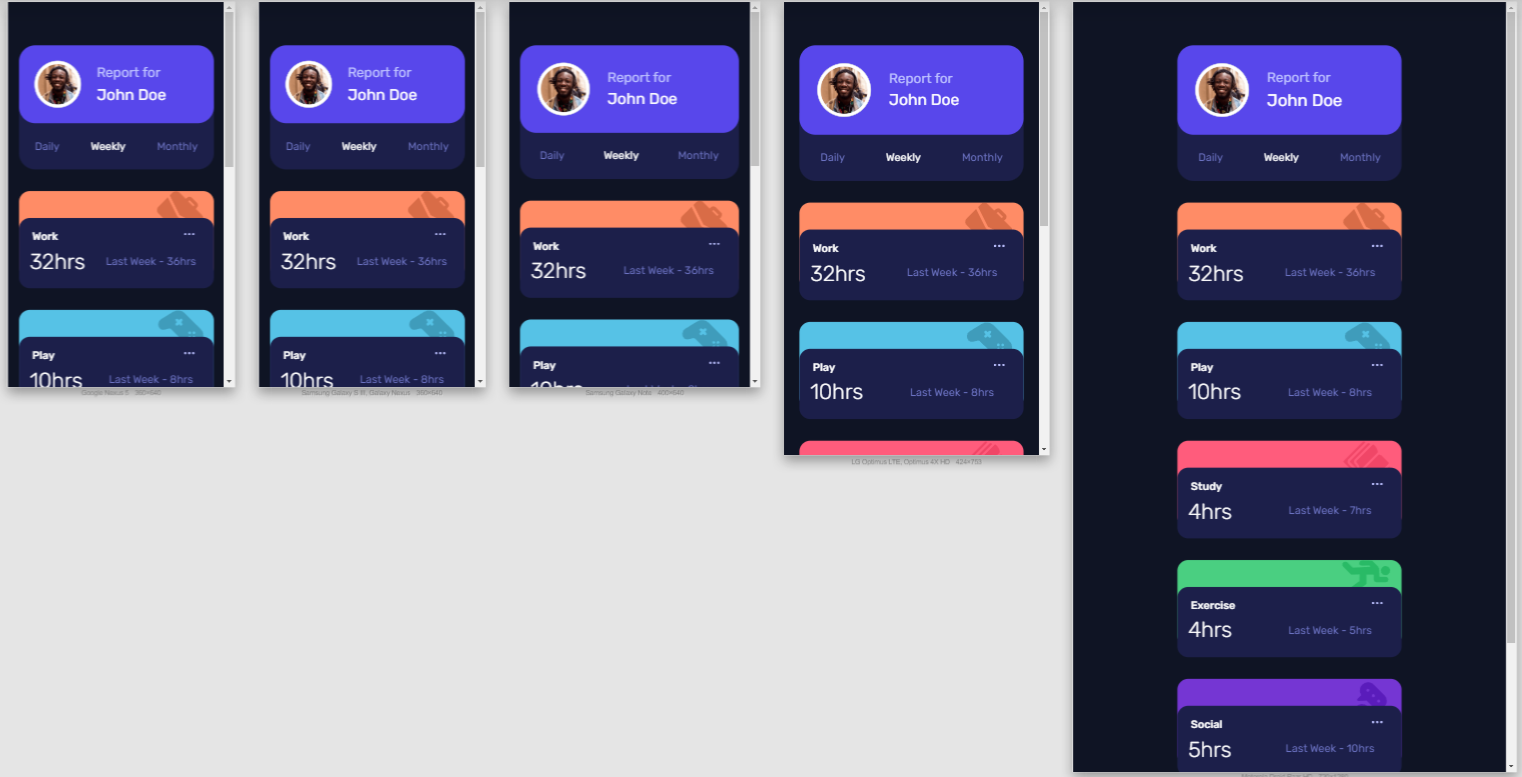 Report for
John Doe
Daily Weekly Monthly
Work ...
32hrs Last Week - 36hrs
Play ...
10hrs Last Week - 8hrs
Google Nexus 5 360×640
Report for
John Doe
Daily Weekly Monthly
Work ...
32hrs Last Week - 36hrs
Play ...
10hrs Last Week - 8hrs
Samsung Galaxy S III, Galaxy Nexus 360×640
Report for
John Doe
Daily Weekly Monthly
Work ...
32hrs Last Week - 36hrs
Play ...
10hrs
Samsung Galaxy Note 400×640
Report for
John Doe
Daily Weekly Monthly
Work ...
32hrs Last Week - 36hrs
Play ...
10hrs Last Week - 8hrs
LG Optimus LTE, Optimus 4X HD 424×753
Report for
John Doe
Daily Weekly Monthly
Work ...
32hrs Last Week - 36hrs
Play ...
10hrs Last Week - 8hrs
Study ...
4hrs Last Week - 7hrs
Exercise ...
4hrs Last Week - 5hrs
Social ...
5hrs Last Week - 10hrs